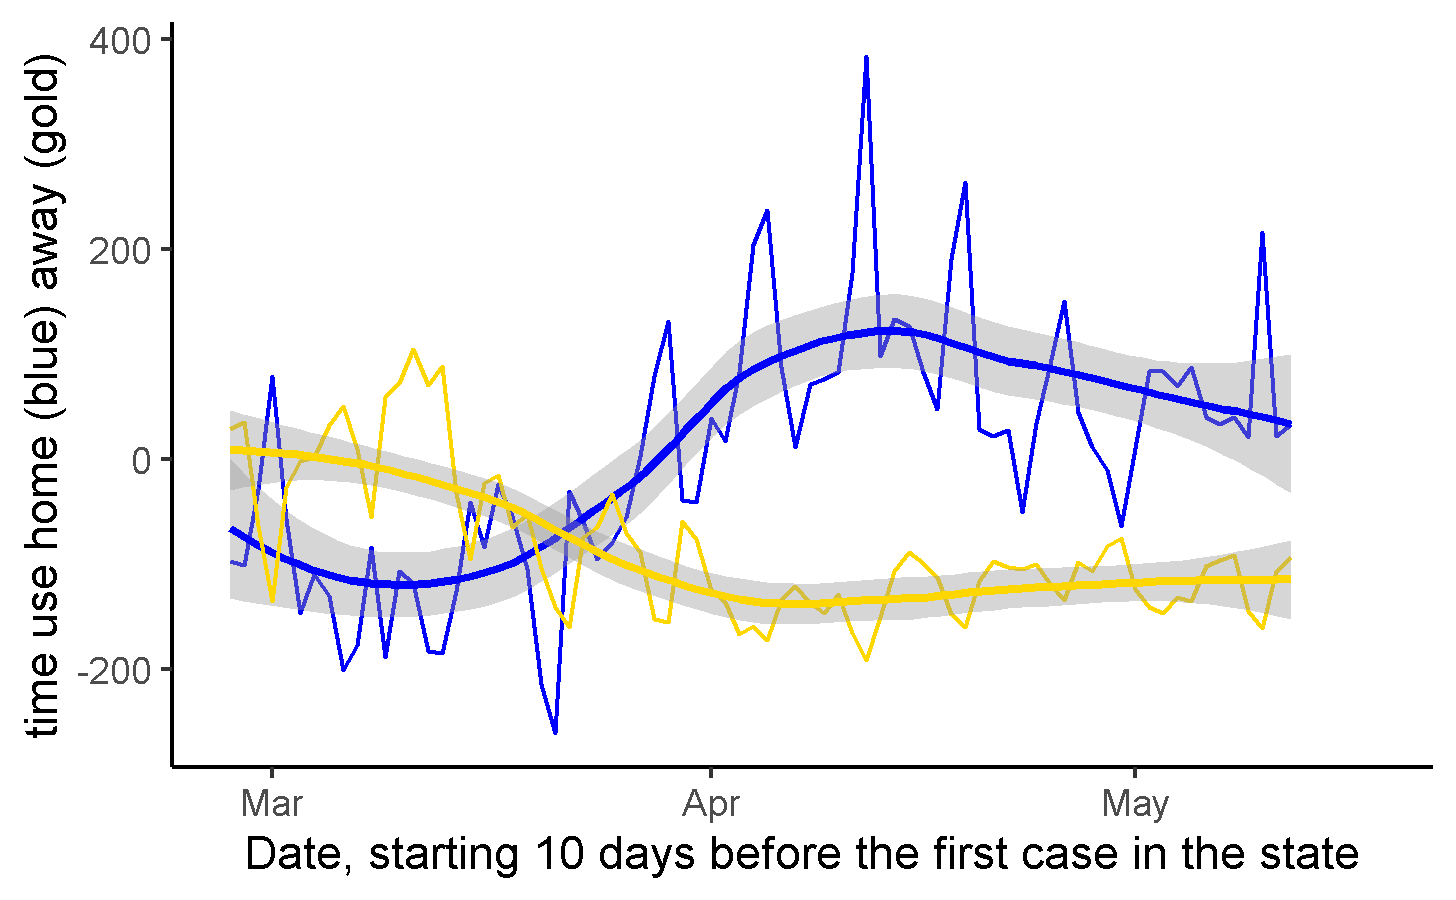 time use home (blue) away (gold)
400
200
0
-200
Mar
Apr
May
Date, starting 10 days before the first case in the state